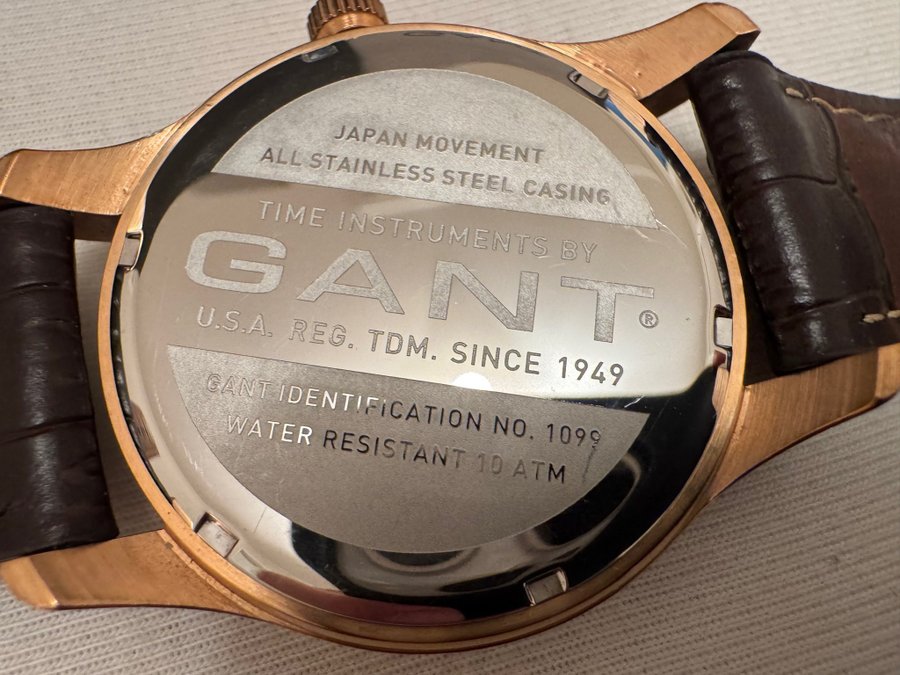 JAPAN MOVEMENT
ALL STAINLESS STEEL CASING
TIME INSTRUMENTS BY
GANT®
U.S.A. REG. TDM. SINCE 1949
GANT IDENTIFICATION NO. 1099
WATER RESISTANT 10 ATM